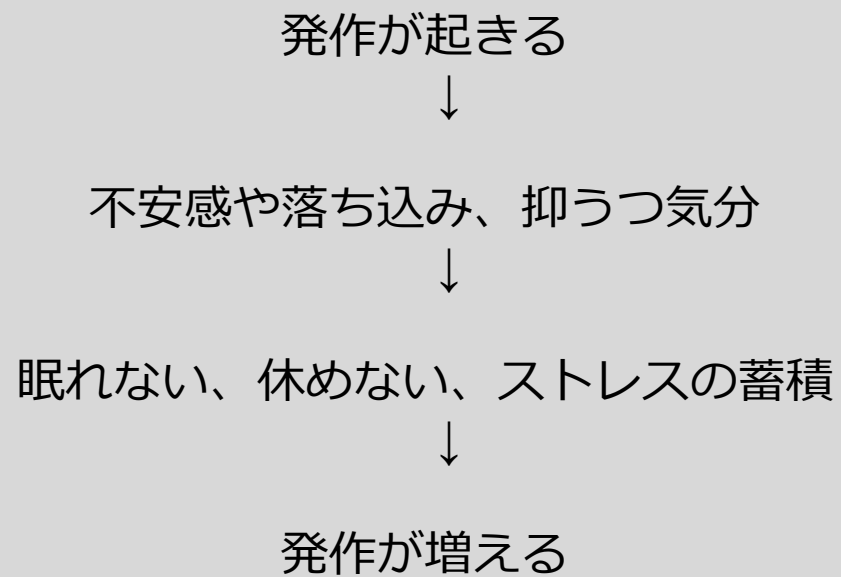 発作が起きる
↓
不安感や落ち込み、抑うつ気分
↓
眠れない、休めない、ストレスの蓄積
↓
発作が増える